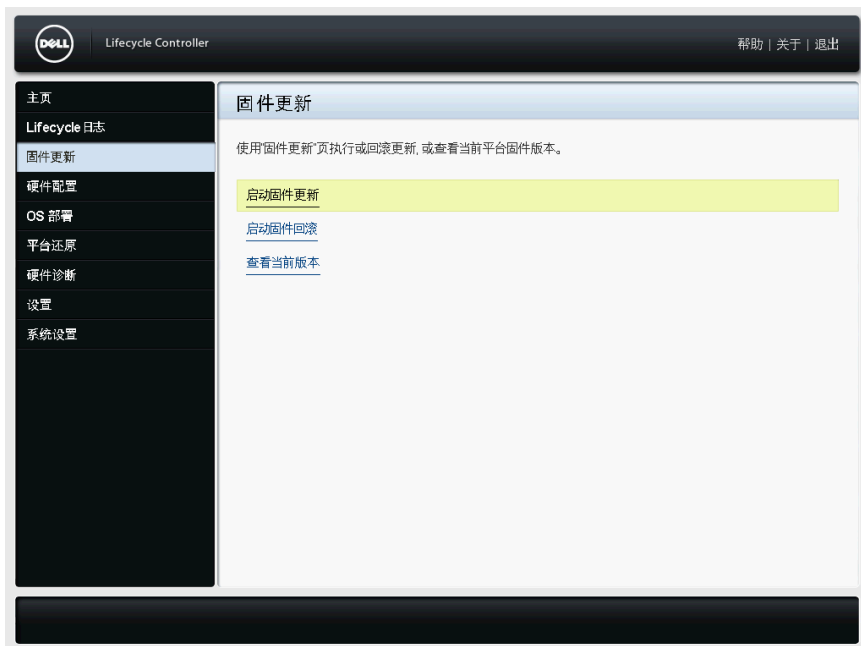 DELL
Lifecycle Controller
帮助 | 关于 | 退出
主页
Lifecycle 日志
固件更新
硬件配置
OS 部署
平台还原
硬件诊断
设置
系统设置
固件更新
使用“固件更新”页执行或回滚更新, 或查看当前平台固件版本。
启动固件更新
启动固件回滚
查看当前版本